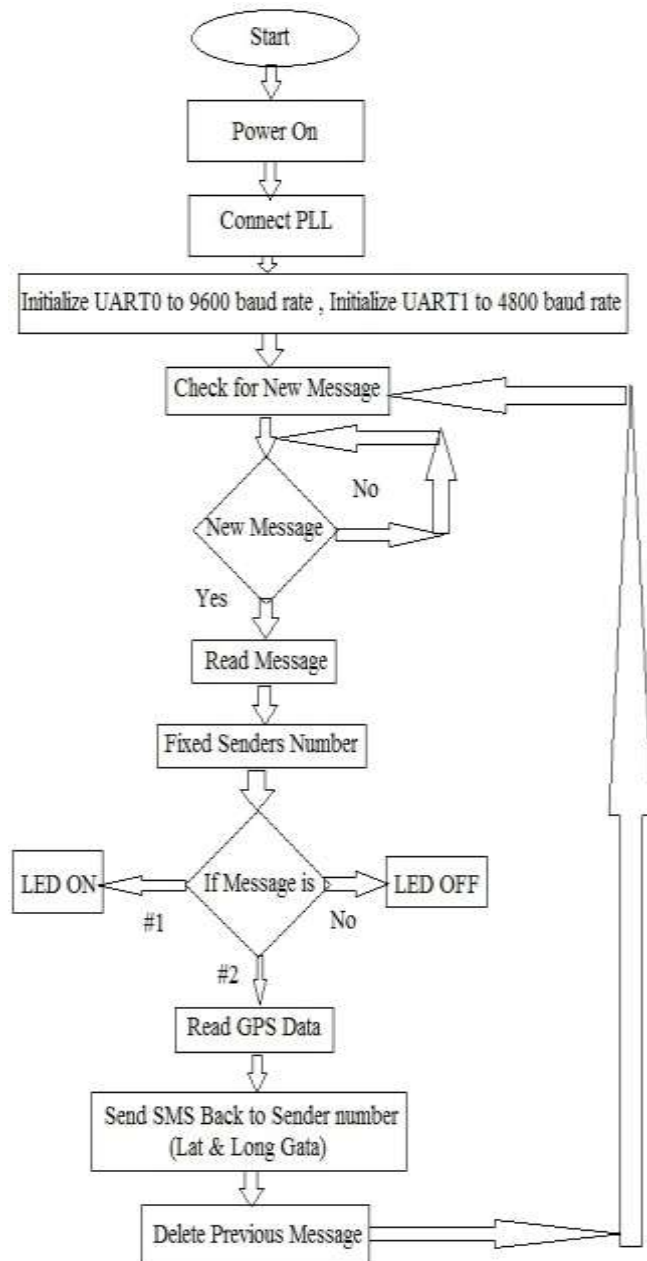 Start
Power On
Connect PLL
Initialize UART0 to 9600 baud rate , Initialize UART1 to 4800 baud rate
Check for New Message
No
New Message
Yes
Read Message
Fixed Senders Number
LED ON
If Message is
LED OFF
#1
No
#2
Read GPS Data
Send SMS Back to Sender number
(Lat & Long Gata)
Delete Previous Message